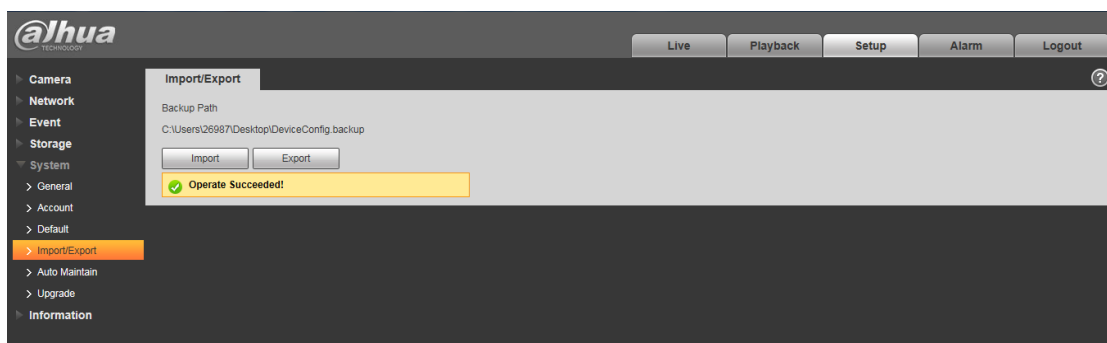 alhua
TECHNOLOGY
Live Playback Setup Alarm Logout
Camera
Network
Event
Storage
System
> General
> Account
> Default
> Import/Export
> Auto Maintain
> Upgrade
Information
Import/Export
?
Backup Path
C:\Users\26987\Desktop\DeviceConfig.backup
Import Export
Operate Succeeded!